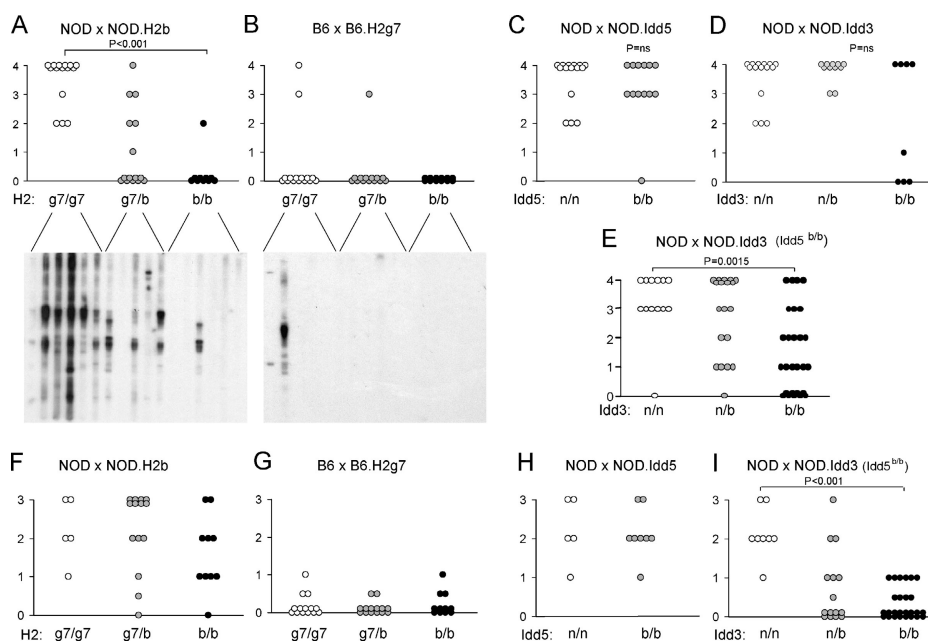 A
NOD x NOD.H2b
P<0.001
4
3
2
1
0
H2: g7/g7 g7/b b/b
B
B6 x B6.H2g7
4
3
2
1
0
g7/g7 g7/b b/b
C
NOD x NOD.Idd5
P=ns
4
3
2
1
0
Idd5: n/n b/b
D
NOD x NOD.Idd3
P=ns
4
3
2
1
0
Idd3: n/n n/b b/b
E
NOD x NOD.Idd3 (Idd5 b/b)
P=0.0015
4
3
2
1
0
Idd3: n/n n/b b/b
F
NOD x NOD.H2b
3
2
1
0
H2: g7/g7 g7/b b/b
G
B6 x B6.H2g7
3
2
1
0
g7/g7 g7/b b/b
H
NOD x NOD.Idd5
3
2
1
0
Idd5: n/n b/b
I
NOD x NOD.Idd3 (Idd5b/b)
P<0.001
3
2
1
0
Idd3: n/n n/b b/b